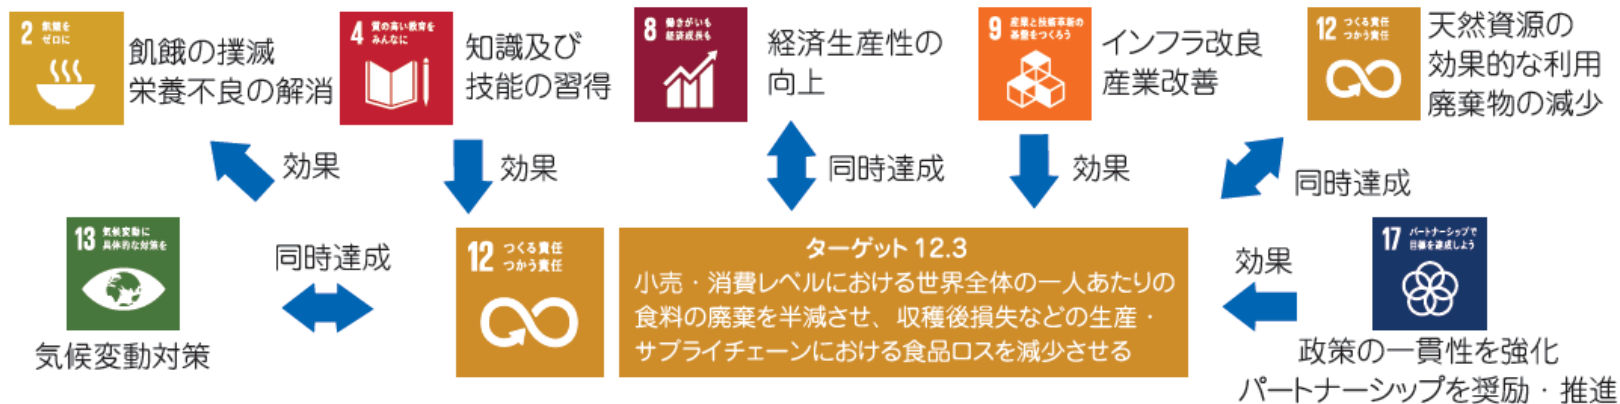 2 飢餓を
ゼロに
飢餓の撲滅
栄養不良の解消
4 質の高い教育を
みんなに
知識及び
技能の習得
8 働きがいも
経済成長も
経済生産性の
向上
9 産業と技術革新の
基盤をつくろう
インフラ改良
産業改善
12 つくる責任
つかう責任
天然資源の
効果的な利用
廃棄物の減少
効果
効果
同時達成
効果
同時達成
13 気候変動に
具体的な対策を
気候変動対策
同時達成
12 つくる責任
つかう責任
ターゲット 12.3
小売・消費レベルにおける世界全体の一人あたりの
食料の廃棄を半減させ、収穫後損失などの生産・
サプライチェーンにおける食品ロスを減少させる
効果
17 パートナーシップで
目標を達成しよう
政策の一貫性を強化
パートナーシップを奨励・推進